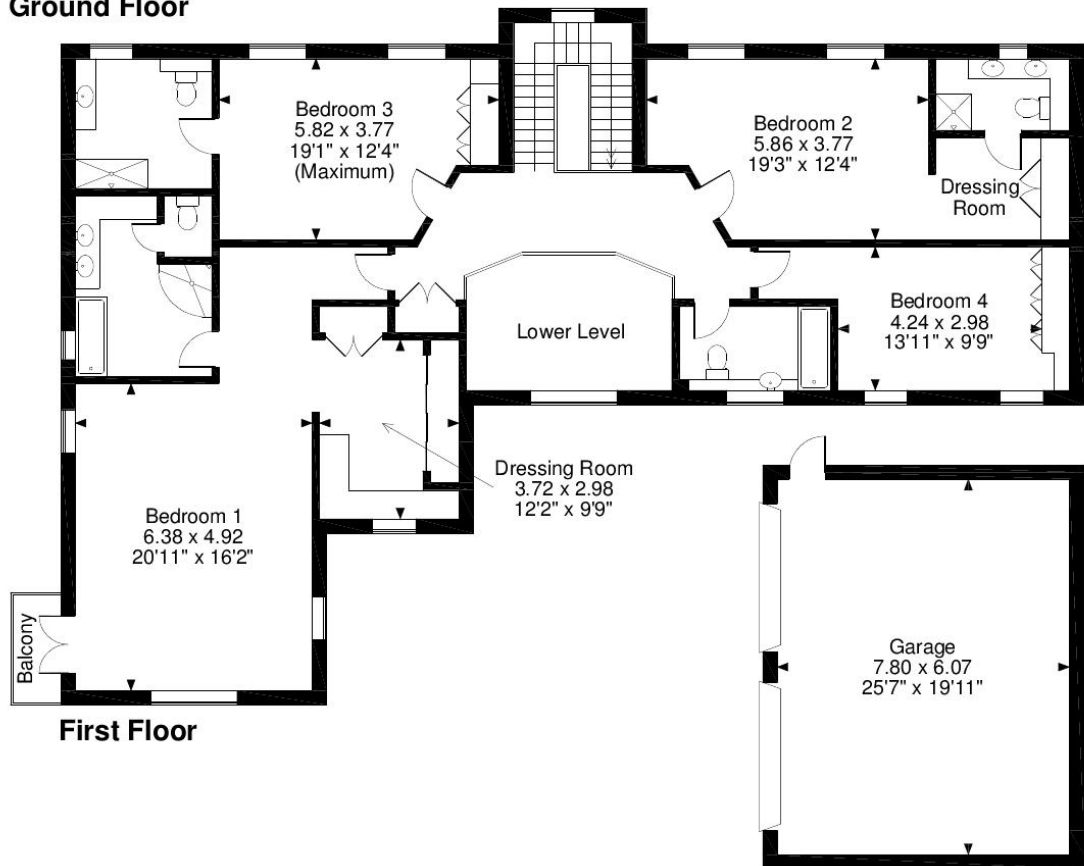 Ground Floor
Bedroom 3
5.82 x 3.77
19'1" x 12'4"
(Maximum)
Bedroom 2
5.86 x 3.77
19'3" x 12'4"
Dressing
Room
Lower Level
Bedroom 4
4.24 x 2.98
13'11" x 9'9"
Dressing Room
3.72 x 2.98
12'2" x 9'9"
Bedroom 1
6.38 x 4.92
20'11" x 16'2"
Balcony
Garage
7.80 x 6.07
25'7" x 19'11"
First Floor